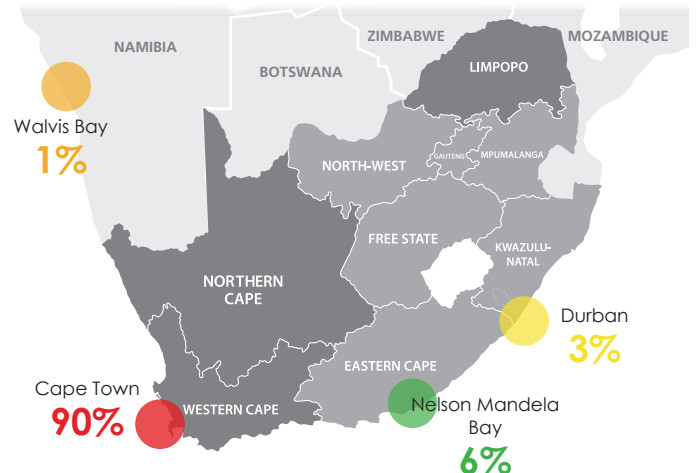 ZIMBABWE
MOZAMBIQUE
NAMIBIA
BOTSWANA
LIMPOPO
Walvis Bay
1%
NORTH-WEST
GAUTENG
MPUMALANGA
FREE STATE
KWAZULU-
NATAL
NORTHERN
CAPE
Durban
3%
EASTERN CAPE
Cape Town
90%
WESTERN CAPE
Nelson Mandela
Bay
6%